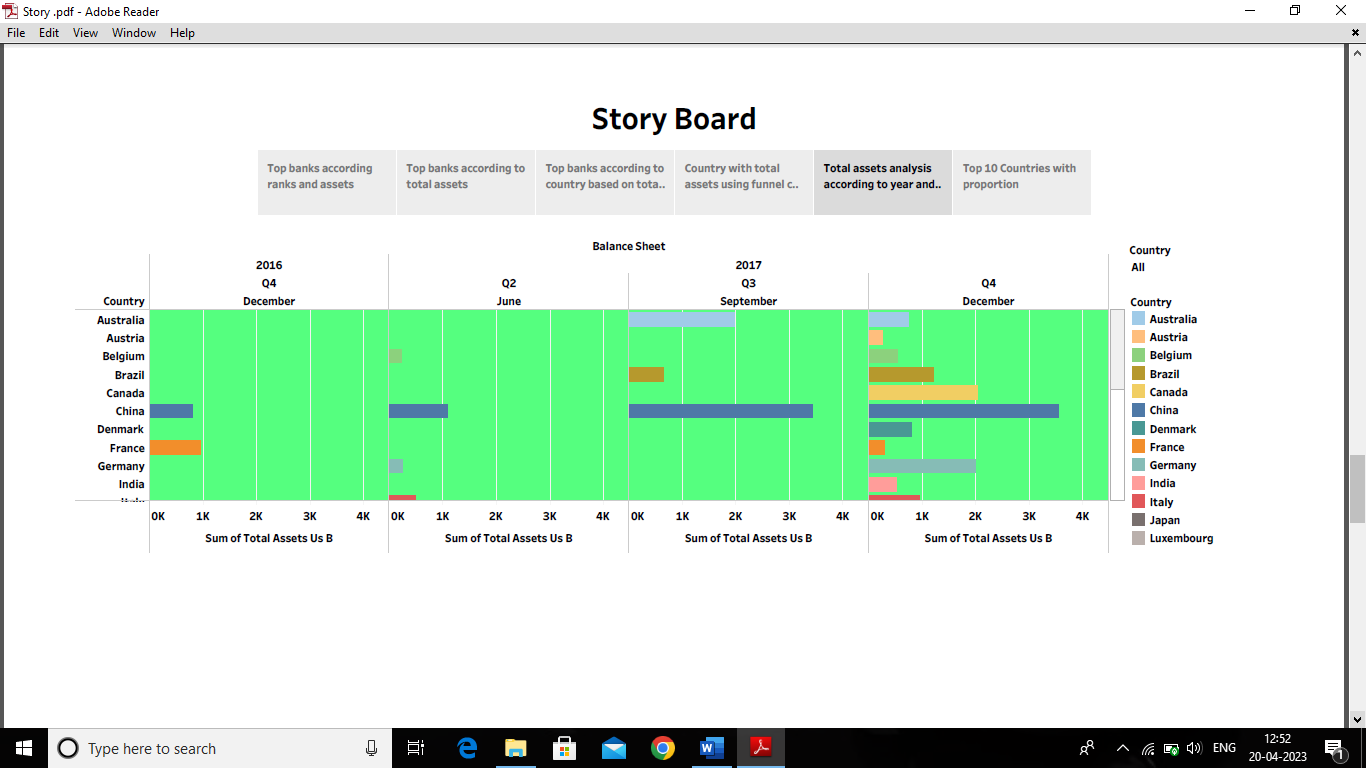 Story .pdf - Adobe Reader
File Edit View Window Help
Story Board
Top banks according ranks and assets
Top banks according to total assets
Top banks according to country based on tota..
Country with total assets using funnel c..
Total assets analysis according to year and..
Top 10 Countries with proportion
Balance Sheet
2016 2017
Q4 Q2 Q3 Q4
Country December June September December
Australia
Austria
Belgium
Brazil
Canada
China
Denmark
France
Germany
India
0K 1K 2K 3K 4K 0K 1K 2K 3K 4K 0K 1K 2K 3K 4K 0K 1K 2K 3K 4K
Sum of Total Assets Us B Sum of Total Assets Us B Sum of Total Assets Us B Sum of Total Assets Us B
Country
All
Country
Australia
Austria
Belgium
Brazil
Canada
China
Denmark
France
Germany
India
Italy
Japan
Luxembourg
Type here to search
ENG
12:52
20-04-2023
1